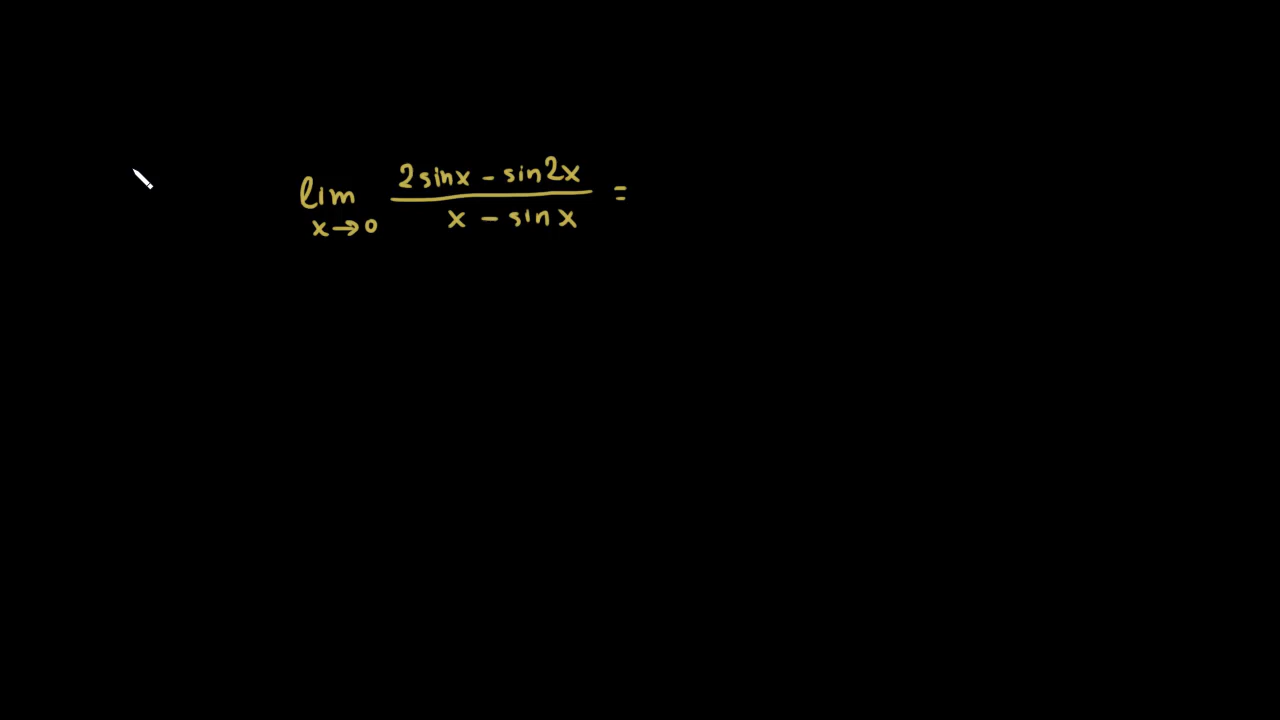 lim x→0 (2sinx - sin2x)/(x - sinx) =